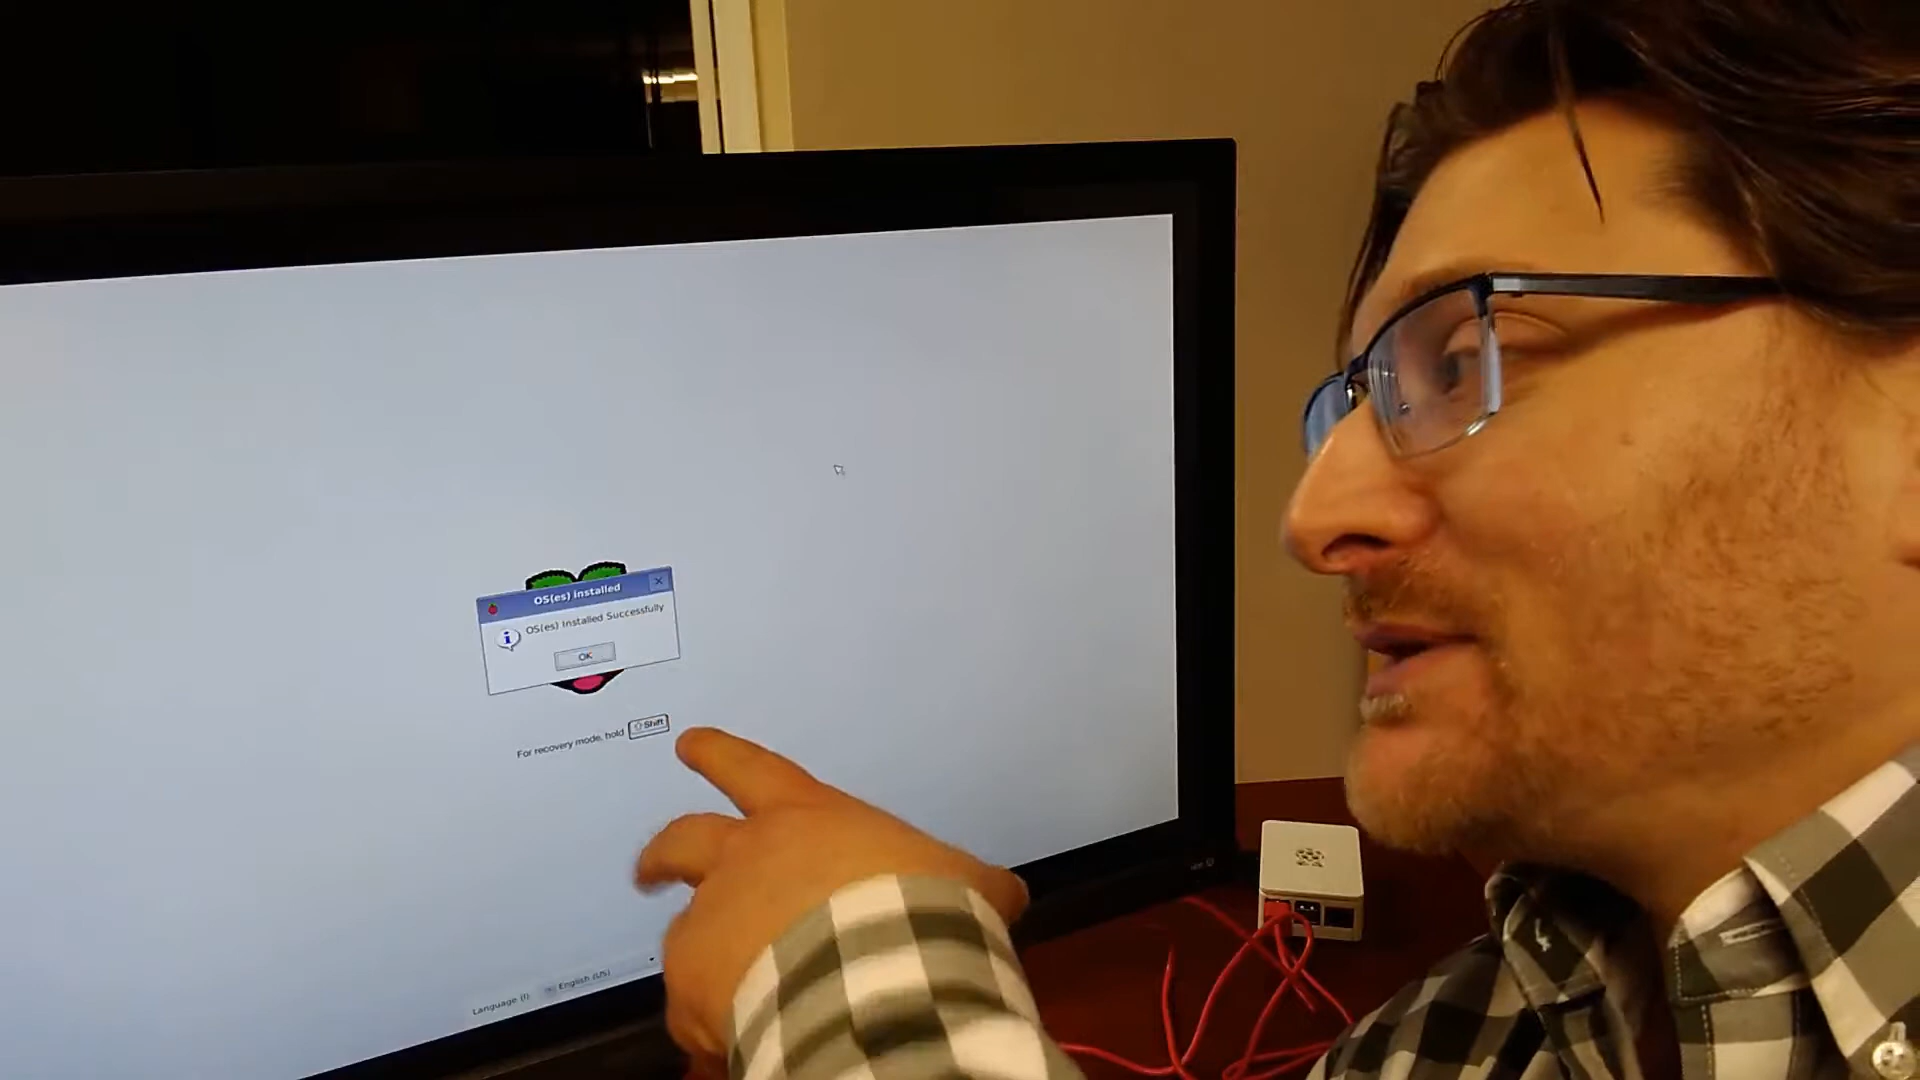 OS(es) Installed
OS(es) Installed Successfully
OK
For recovery mode, hold ⇧ Shift
Language (l)
English (US)